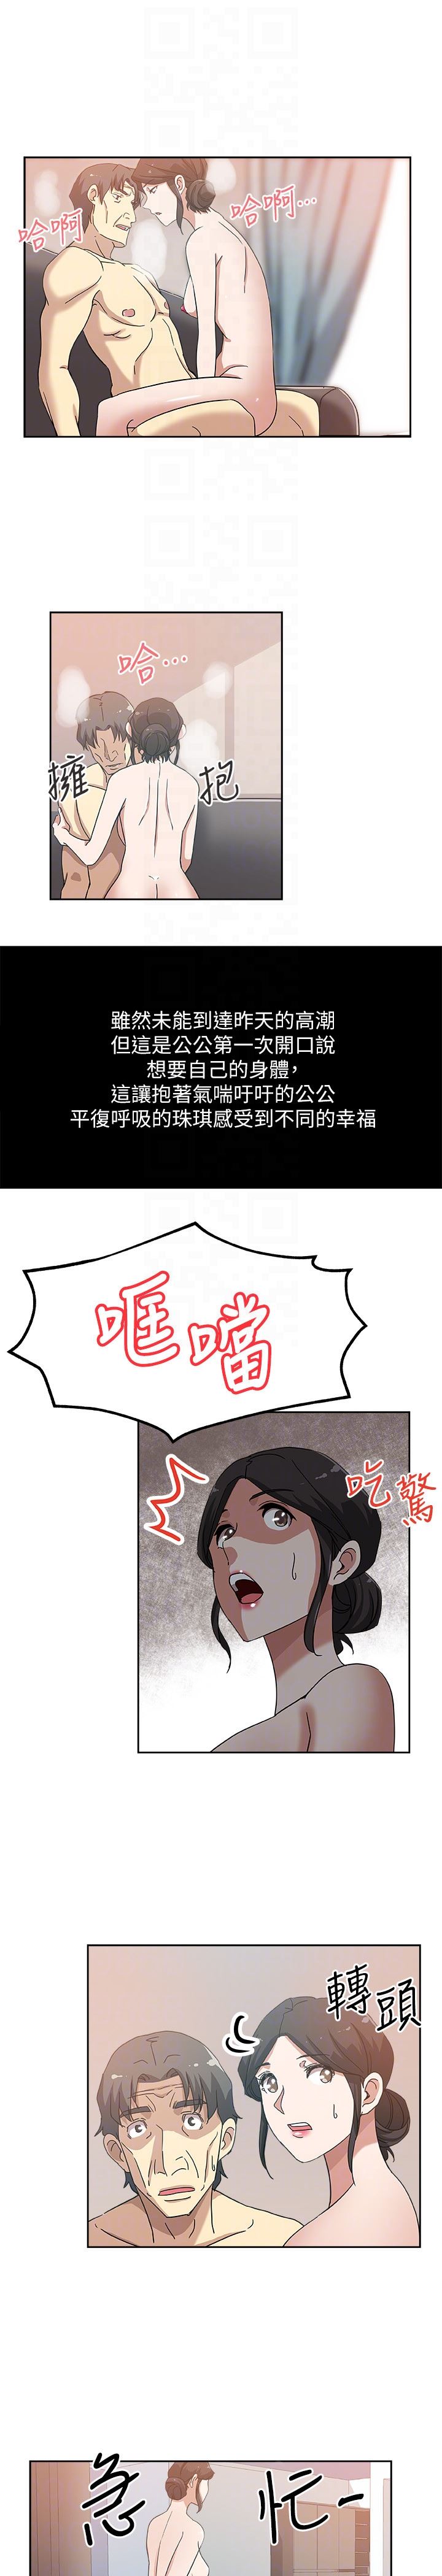 哈啊
哈啊…
哈…
擁抱
雖然未能到達昨天的高潮
但這是公公第一次開口說
想要自己的身體，
這讓抱著氣喘吁吁的公公
平復呼吸的珠琪感受到不同的幸福
哐噹
吃驚
轉頭
急忙-